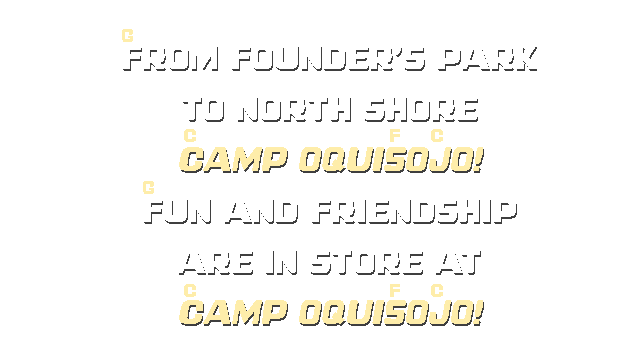 G
FROM FOUNDER'S PARK
TO NORTH SHORE
C F C
CAMP OQUISOJO!
G
FUN AND FRIENDSHIP
ARE IN STORE AT
C F C
CAMP OQUISOJO!